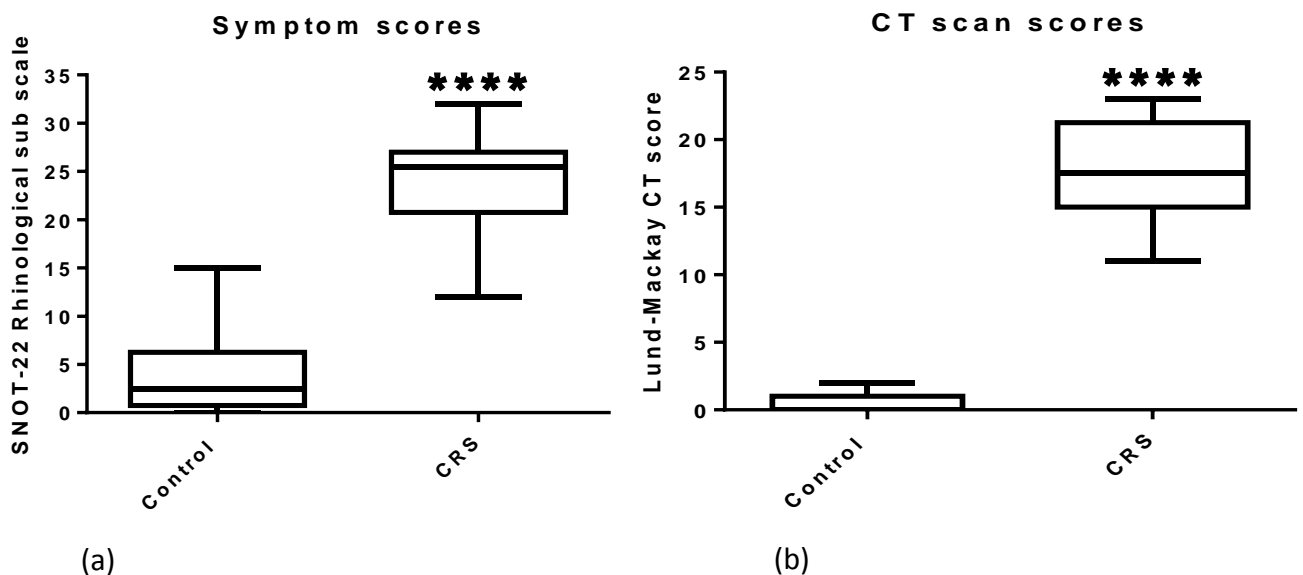 Symptom scores
SNOT-22 Rhinological sub scale
35
30
25
20
15
10
5
0
****
Control
CRS
(a)
CT scan scores
Lund-Mackay CT score
25
20
15
10
5
0
****
Control
CRS
(b)